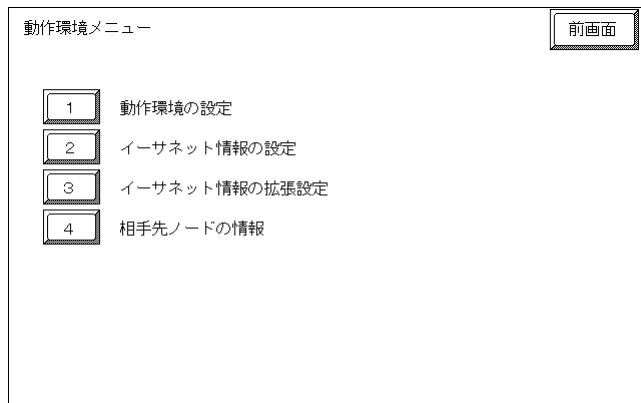 動作環境メニュー 前画面
1 動作環境の設定
2 イーサネット情報の設定
3 イーサネット情報の拡張設定
4 相手先ノードの情報